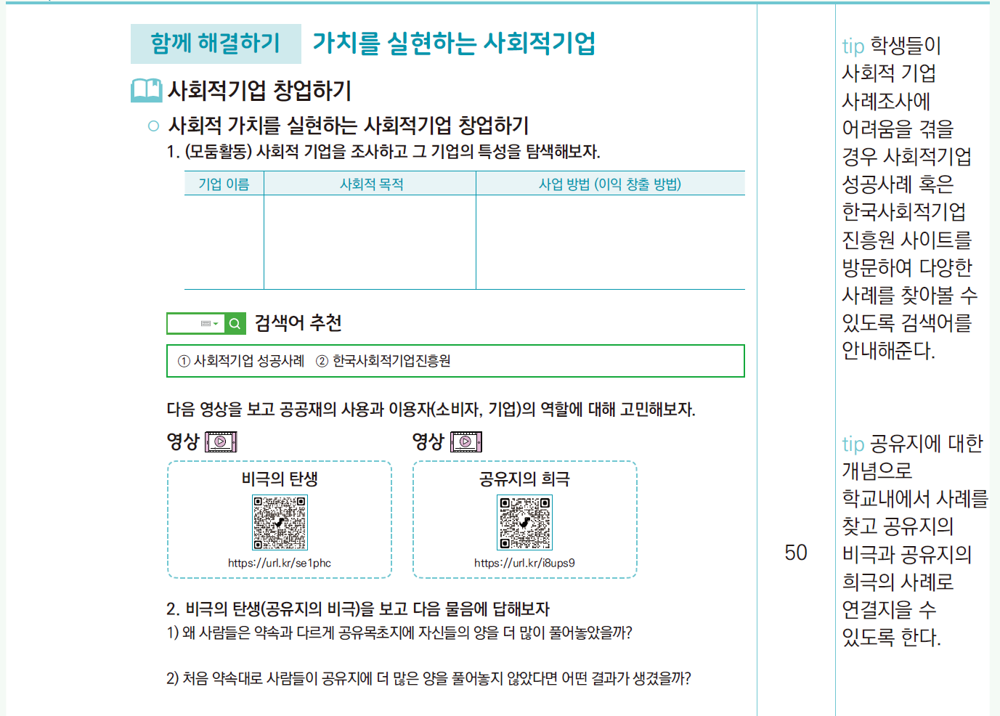 함께 해결하기 가치를 실현하는 사회적기업
사회적기업 창업하기
사회적 가치를 실현하는 사회적기업 창업하기
1. (모둠활동) 사회적 기업을 조사하고 그 기업의 특성을 탐색해보자.
기업 이름 사회적 목적 사업 방법 (이익 창출 방법)
검색어 추천
① 사회적기업 성공사례 ② 한국사회적기업진흥원
다음 영상을 보고 공공재의 사용과 이용자(소비자, 기업)의 역할에 대해 고민해보자.
영상 영상
비극의 탄생 공유지의 희극
https://url.kr/se1phc https://url.kr/i8ups9
2. 비극의 탄생(공유지의 비극)을 보고 다음 물음에 답해보자
1) 왜 사람들은 약속과 다르게 공유목초지에 자신들의 양을 더 많이 풀어놓았을까?
2) 처음 약속대로 사람들이 공유지에 더 많은 양을 풀어놓지 않았다면 어떤 결과가 생겼을까?
50
tip 학생들이
사회적 기업
사례조사에
어려움을 겪을
경우 사회적기업
성공사례 혹은
한국사회적기업
진흥원 사이트를
방문하여 다양한
사례를 찾아볼 수
있도록 검색어를
안내해준다.
tip 공유지에 대한
개념으로
학교내에서 사례를
찾고 공유지의
비극과 공유지의
희극의 사례로
연결지을 수
있도록 한다.